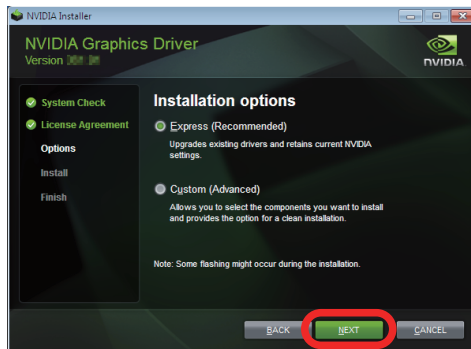 NVIDIA Installer
NVIDIA Graphics Driver
Version
NVIDIA
System Check
License Agreement
Options
Install
Finish
Installation options
Express (Recommended)
Upgrades existing drivers and retains current NVIDIA
settings.
Custom (Advanced)
Allows you to select the components you want to install
and provides the option for a clean installation.
Note: Some flashing might occur during the installation.
BACK
NEXT
CANCEL